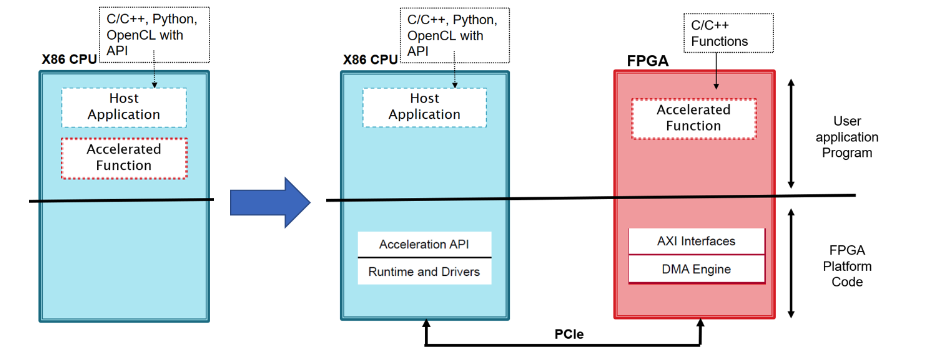 C/C++, Python,
OpenCL with
API
X86 CPU
Host
Application
Accelerated
Function
C/C++, Python,
OpenCL with
API
X86 CPU
Host
Application
Acceleration API
Runtime and Drivers
C/C++
Functions
FPGA
Accelerated
Function
AXI Interfaces
DMA Engine
PCIe
User
application
Program
FPGA
Platform
Code